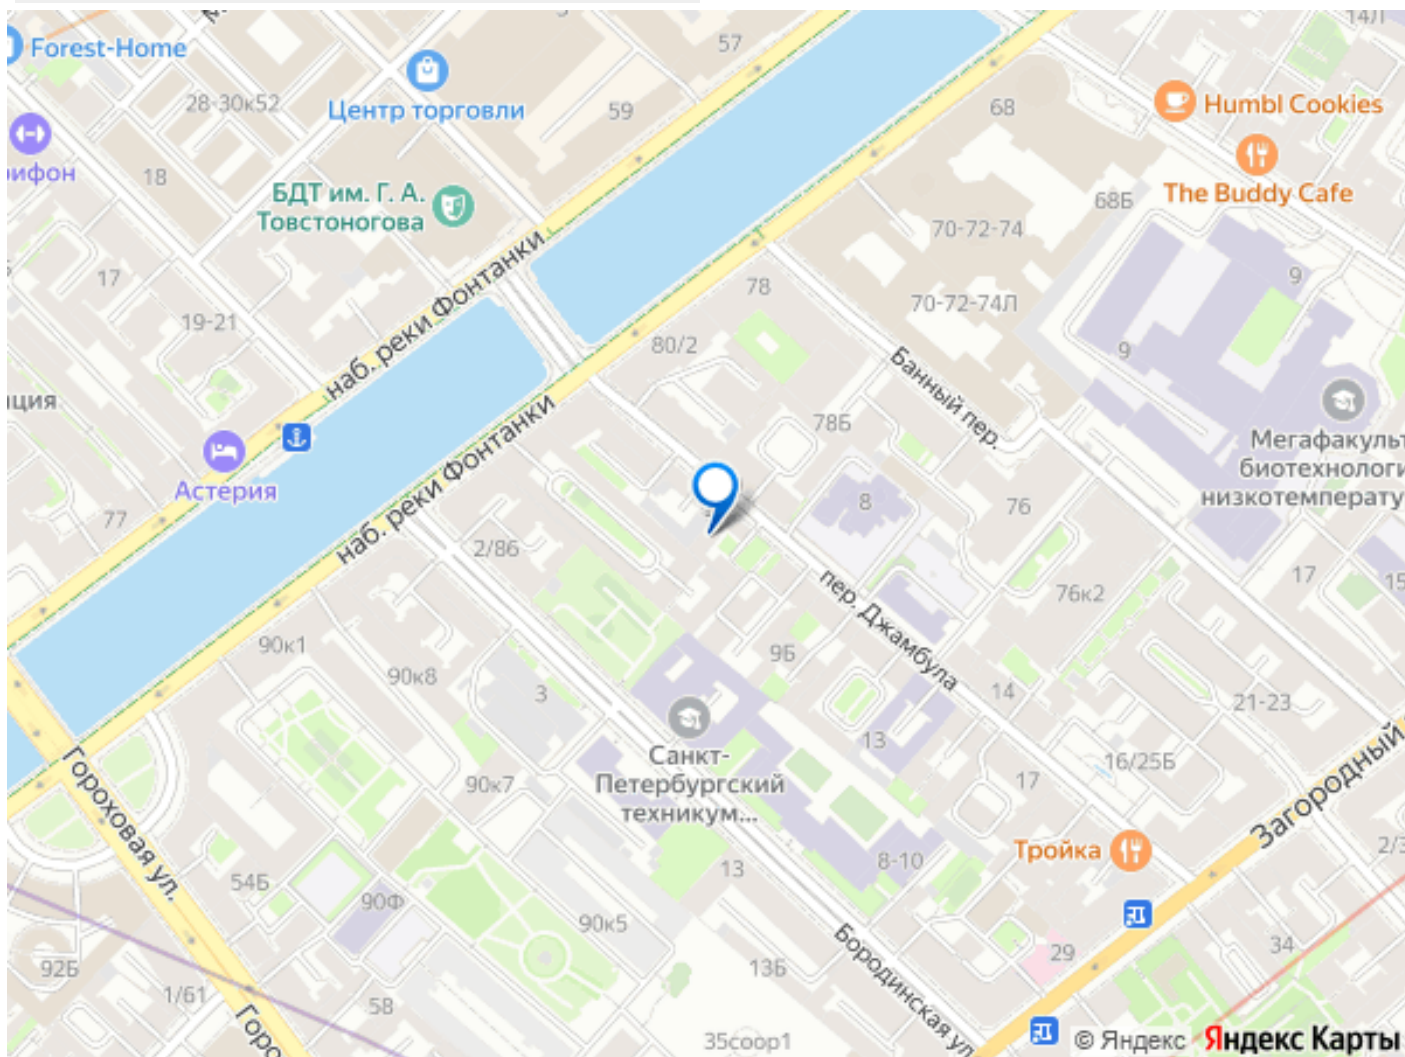 57
14Л
Forest-Home
28-30к52
Центр торговли
59
68
Humbl Cookies
ифон
18
БДТ им. Г. А.
Товстоногова
The Buddy Cafe
68Б
70-72-74
17
9
78
70-72-74Л
19-21
наб. реки Фонтанки
80/2
9
Банный пер.
ция
78Б
Мегафакульт
биотехнологи
низкотемперату
Астерия
77
наб. реки Фонтанки
2/86
8
76
17
15
76к2
пер. Джамбула
90к1
90к8
3
9Б
14
21-23
13
16/25Б
Загородный
Санкт-
Петербургский
техникум...
90к7
17
Гороховая ул.
Тройка
2/3
8-10
13
54Б
90Ф
90к5
Бородинская ул
29
34
92Б
13Б
1/61
58
Горо
35соор1
© Яндекс Яндекс Карты